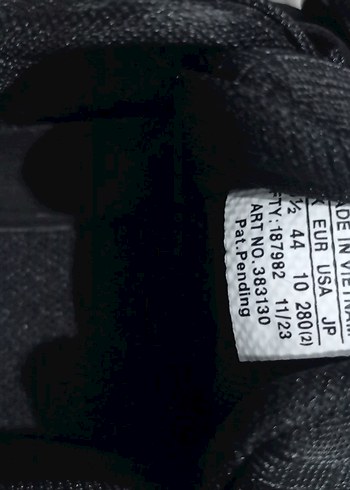 ADE IN VIETNAM
K EUR USA JP
½ 44 10 280(2)
FTY:187982 11/23
ART NO. 383130
Pat.Pending